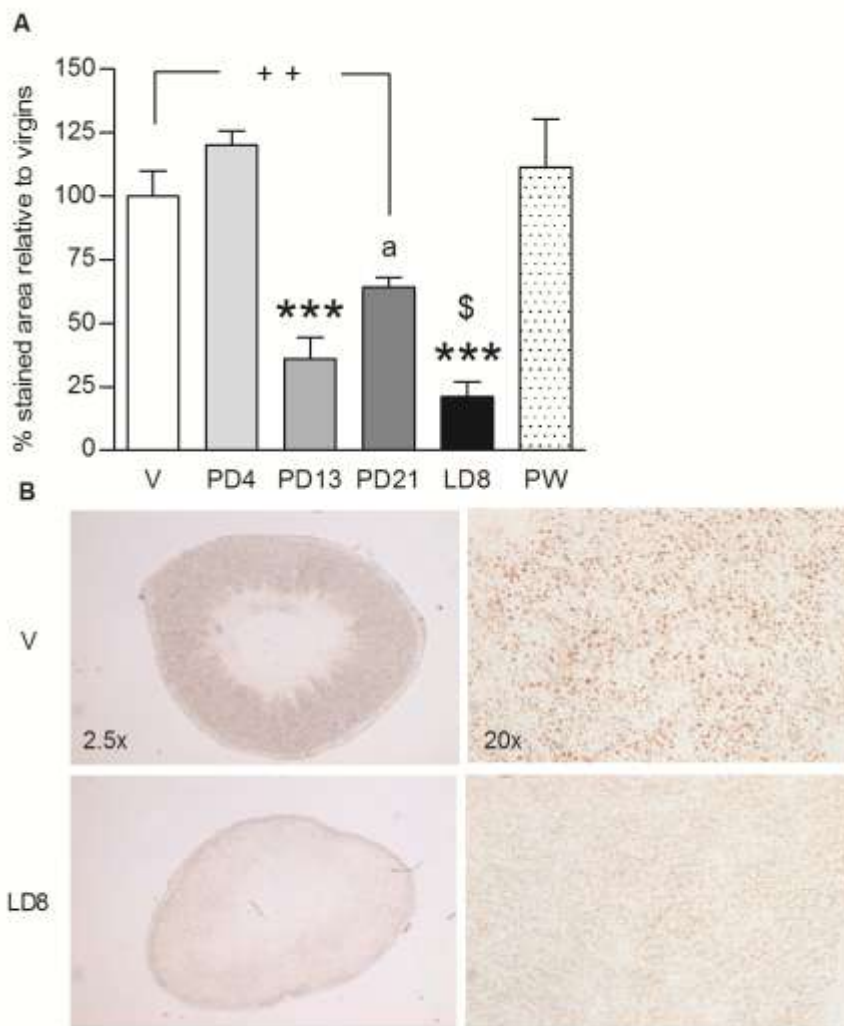 A
% stained area relative to virgins
150
125
100
75
50
25
0
+ +
***
a
$
***
V PD4 PD13 PD21 LD8 PW
B
V
2.5x
20x
LD8